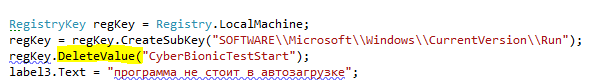 RegistryKey regKey = Registry.LocalMachine;
regKey = regKey.CreateSubKey("SOFTWARE\\Microsoft\\Windows\\CurrentVersion\\Run");
regKey.DeleteValue("CyberBionicTestStart");
label3.Text = "программа не стоит в автозагрузке";